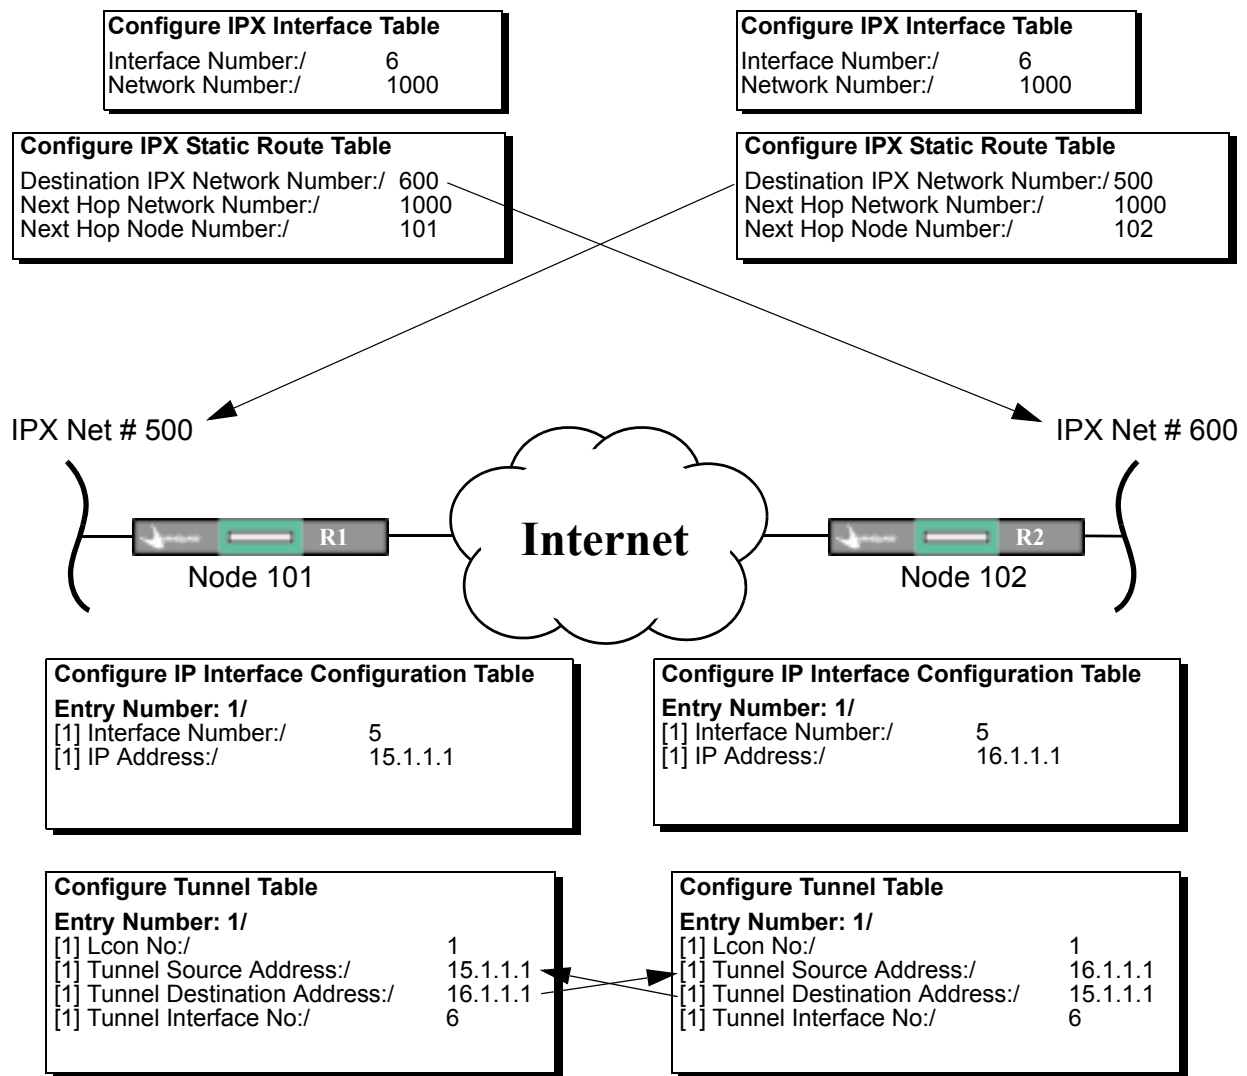 Configure IPX Interface Table
Interface Number:/ 6
Network Number:/ 1000
Configure IPX Interface Table
Interface Number:/ 6
Network Number:/ 1000
Configure IPX Static Route Table
Destination IPX Network Number:/ 600
Next Hop Network Number:/ 1000
Next Hop Node Number:/ 101
Configure IPX Static Route Table
Destination IPX Network Number:/ 500
Next Hop Network Number:/ 1000
Next Hop Node Number:/ 102
IPX Net # 500
IPX Net # 600
R1
Internet
R2
Node 101
Node 102
Configure IP Interface Configuration Table
Entry Number: 1/
[1] Interface Number:/ 5
[1] IP Address:/ 15.1.1.1
Configure IP Interface Configuration Table
Entry Number: 1/
[1] Interface Number:/ 5
[1] IP Address:/ 16.1.1.1
Configure Tunnel Table
Entry Number: 1/
[1] Lcon No:/ 1
[1] Tunnel Source Address:/ 15.1.1.1
[1] Tunnel Destination Address:/ 16.1.1.1
[1] Tunnel Interface No:/ 6
Configure Tunnel Table
Entry Number: 1/
[1] Lcon No:/ 1
[1] Tunnel Source Address:/ 16.1.1.1
[1] Tunnel Destination Address:/ 15.1.1.1
[1] Tunnel Interface No:/ 6